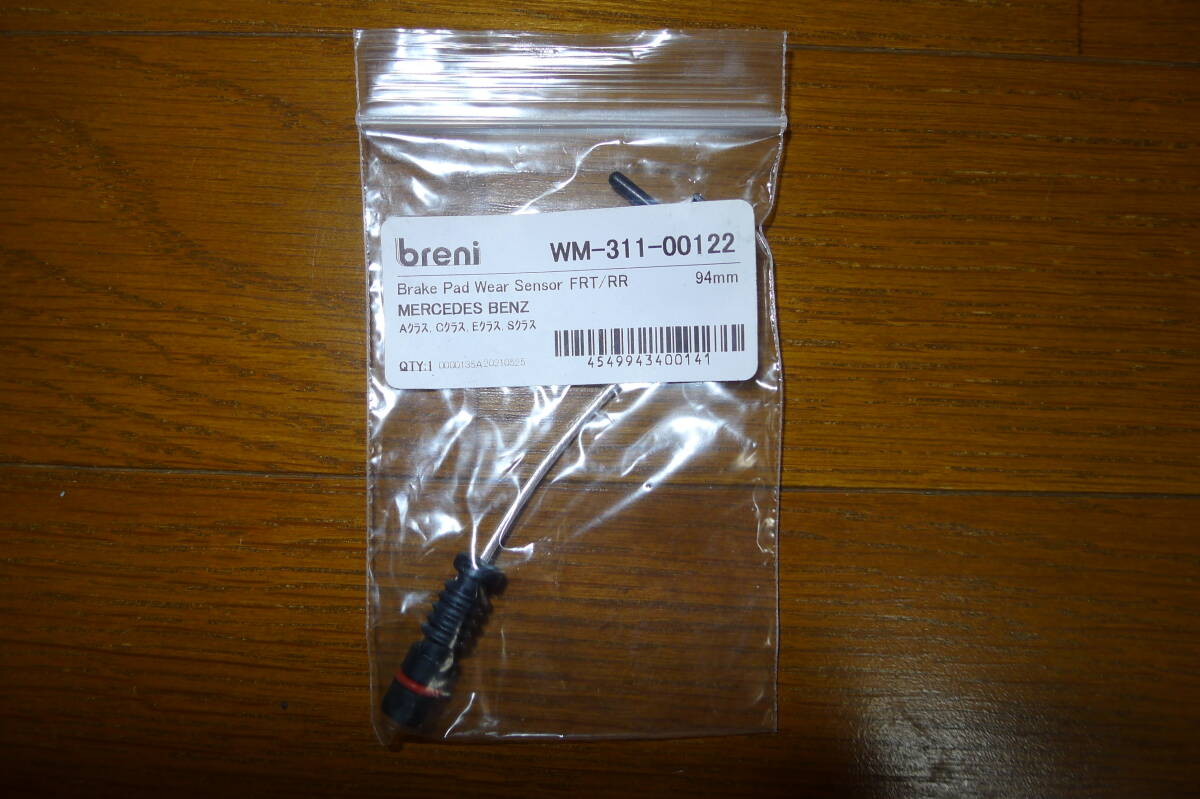 breni WM-311-00122
Brake Pad Wear Sensor FRT/RR 94mm
MERCEDES BENZ
Aｸﾗｽ, Cｸﾗｽ, Eｸﾗｽ, Sｸﾗｽ
QTY:1 0000135A20210525
4549943400141